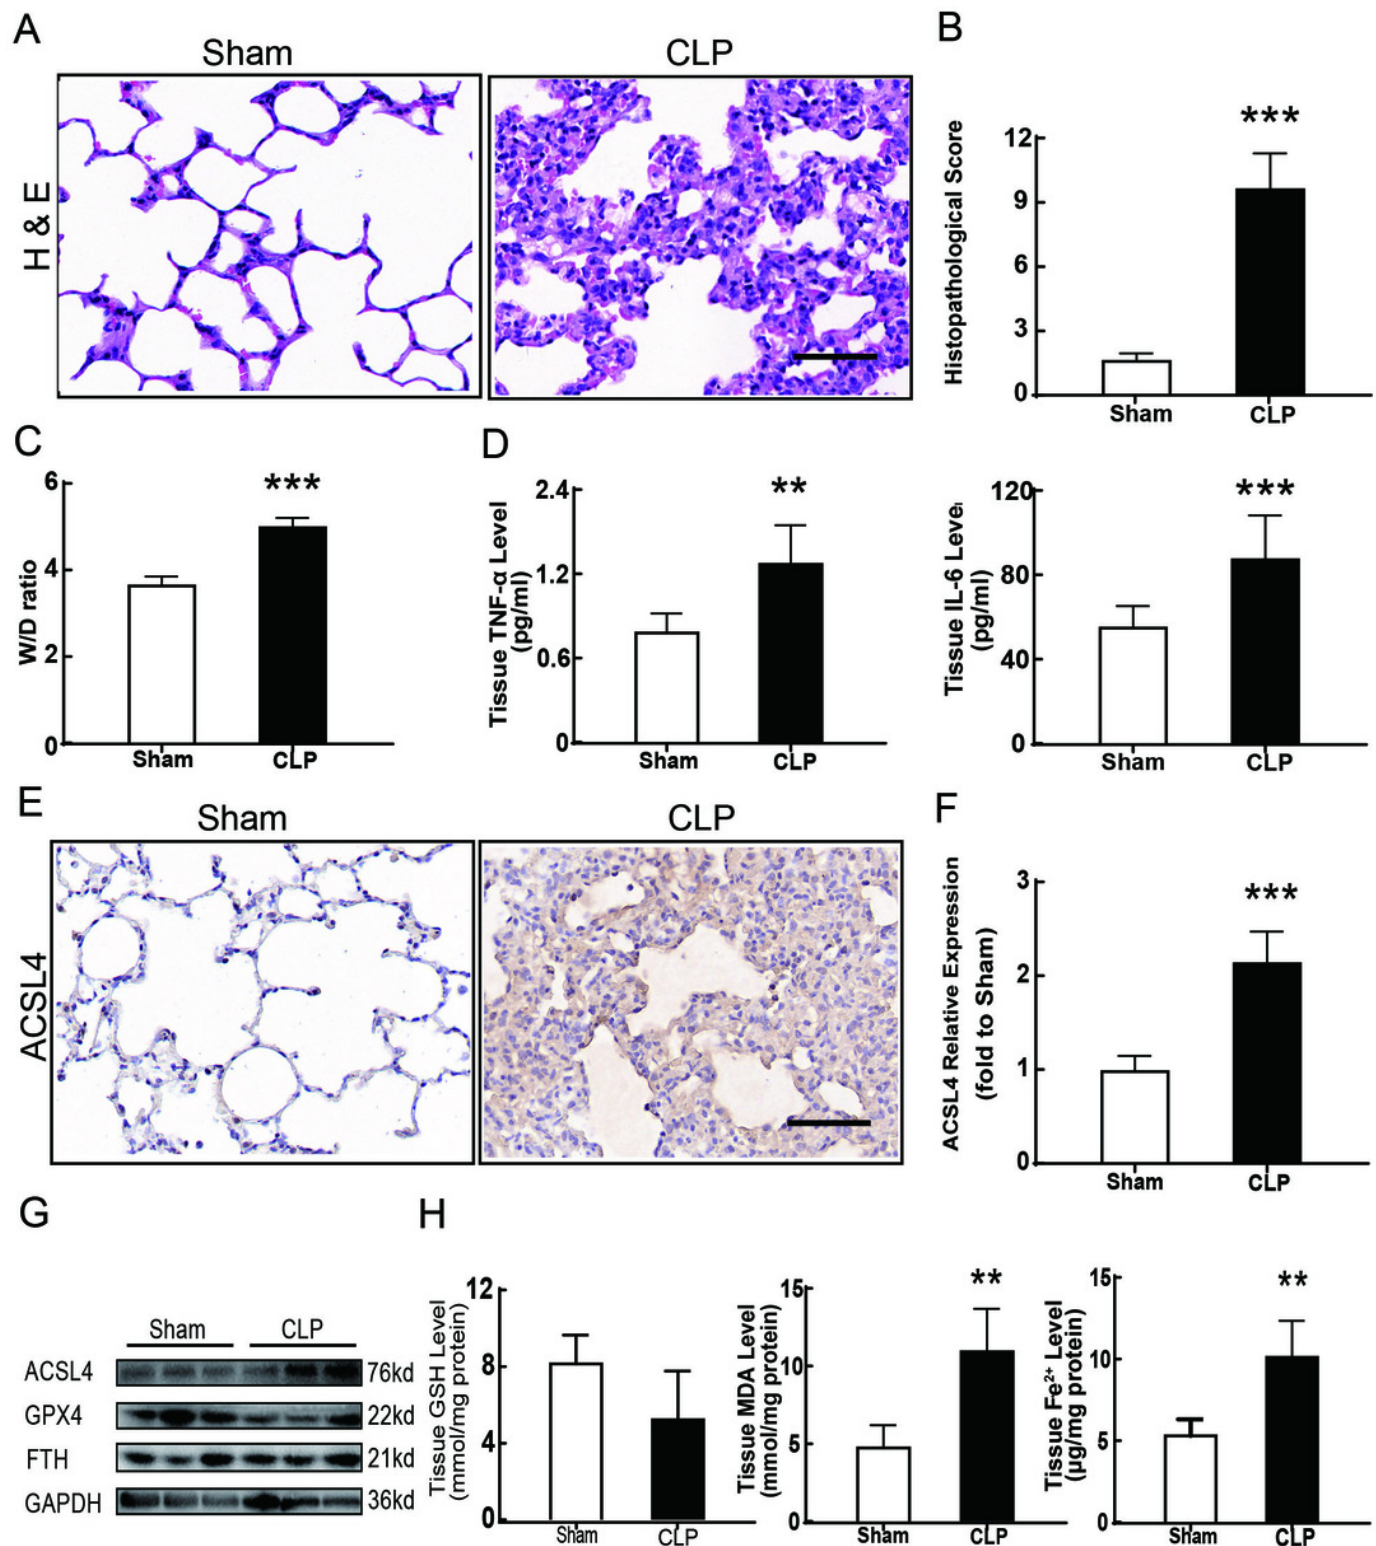 A
Sham
CLP
H & E
B
Histopathological Score
12
9
6
3
0
***
Sham
CLP
C
W/D ratio
6
4
2
0
***
Sham
CLP
D
Tissue TNF-α Level
(pg/ml)
2.4
1.2
0.6
0
**
Sham
CLP
Tissue IL-6 Level
(pg/ml)
120
80
40
0
***
Sham
CLP
E
Sham
CLP
ACSL4
F
ACSL4 Relative Expression
(fold to Sham)
3
2
1
0
***
Sham
CLP
G
Sham CLP
ACSL4 76kd
GPX4 22kd
FTH 21kd
GAPDH 36kd
H
Tissue GSH Level
(mmol/mg protein)
12
8
4
0
Sham
CLP
Tissue MDA Level
(mmol/mg protein)
15
10
5
0
**
Sham
CLP
Tissue Fe²⁺ Level
(μg/mg protein)
15
10
5
0
**
Sham
CLP